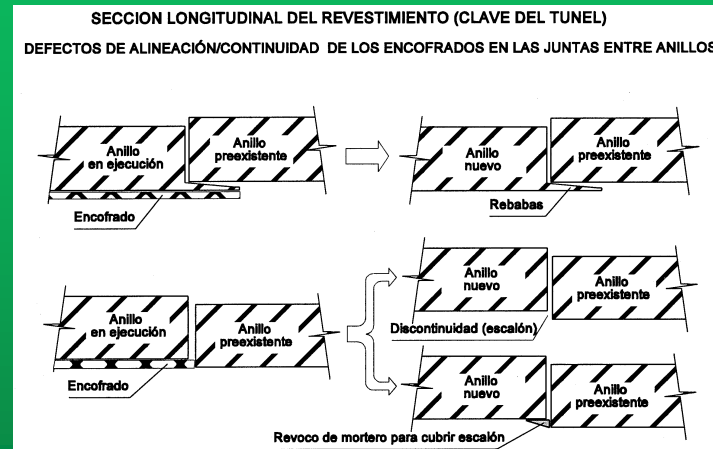 SECCION LONGITUDINAL DEL REVESTIMIENTO (CLAVE DEL TUNEL)
DEFECTOS DE ALINEACIÓN/CONTINUIDAD DE LOS ENCOFRADOS EN LAS JUNTAS ENTRE ANILLOS
Anillo
en ejecución
Anillo
preexistente
Encofrado
Anillo
nuevo
Anillo
preexistente
Rebabas
Anillo
en ejecución
Anillo
preexistente
Encofrado
Anillo
nuevo
Anillo
preexistente
Discontinuidad (escalón)
Anillo
nuevo
Anillo
preexistente
Revoco de mortero para cubrir escalón